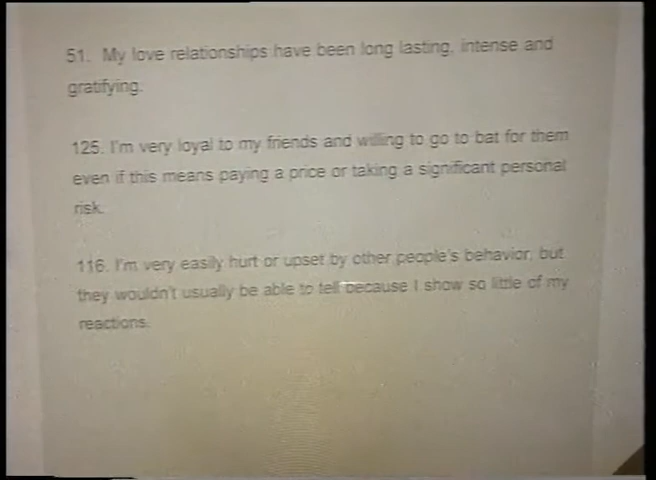 51. My love relationships have been long lasting, intense and
gratifying.
125. I'm very loyal to my friends and willing to go to bat for them
even if this means paying a price or taking a significant personal
risk.
116. I'm very easily hurt or upset by other people's behavior, but
they wouldn't usually be able to tell because I show so little of my
reactions.